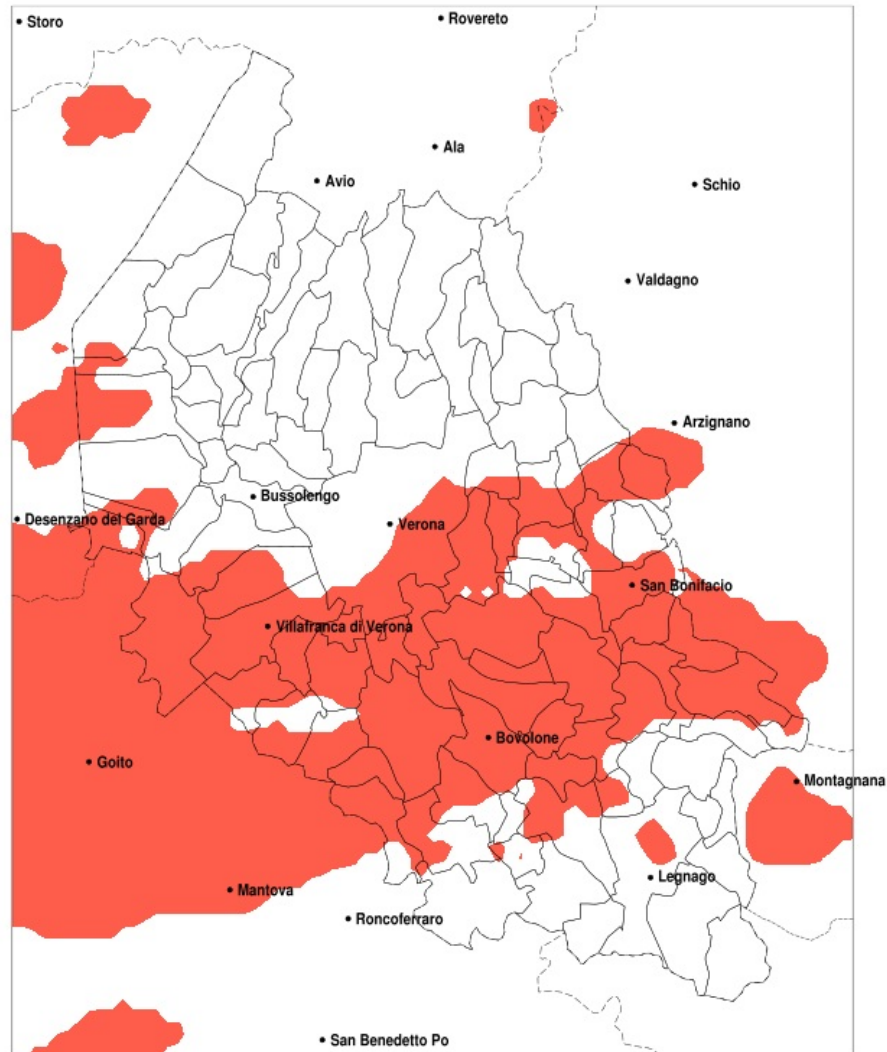 Storo
Rovereto
Ala
Avio
Schio
Valdagno
Arzignano
Bussolengo
Desenzano del Garda
Verona
San Bonifacio
Villafranca di Verona
Bovolone
Goito
Montagnana
Legnago
Mantova
Roncoferraro
San Benedetto Po